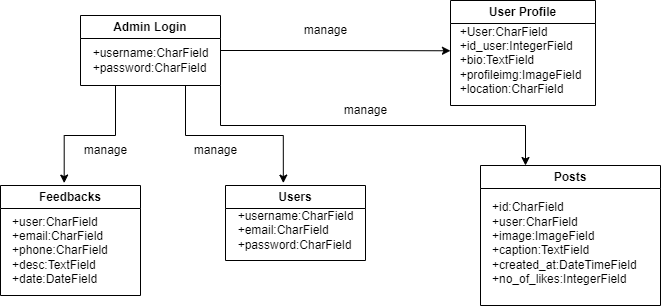 Admin Login
+username:CharField
+password:CharField
manage
User Profile
+User:CharField
+id_user:IntegerField
+bio:TextField
+profileimg:ImageField
+location:CharField
manage
manage
manage
Feedbacks
+user:CharField
+email:CharField
+phone:CharField
+desc:TextField
+date:DateField
Users
+username:CharField
+email:CharField
+password:CharField
Posts
+id:CharField
+user:CharField
+image:ImageField
+caption:TextField
+created_at:DateTimeField
+no_of_likes:IntegerField